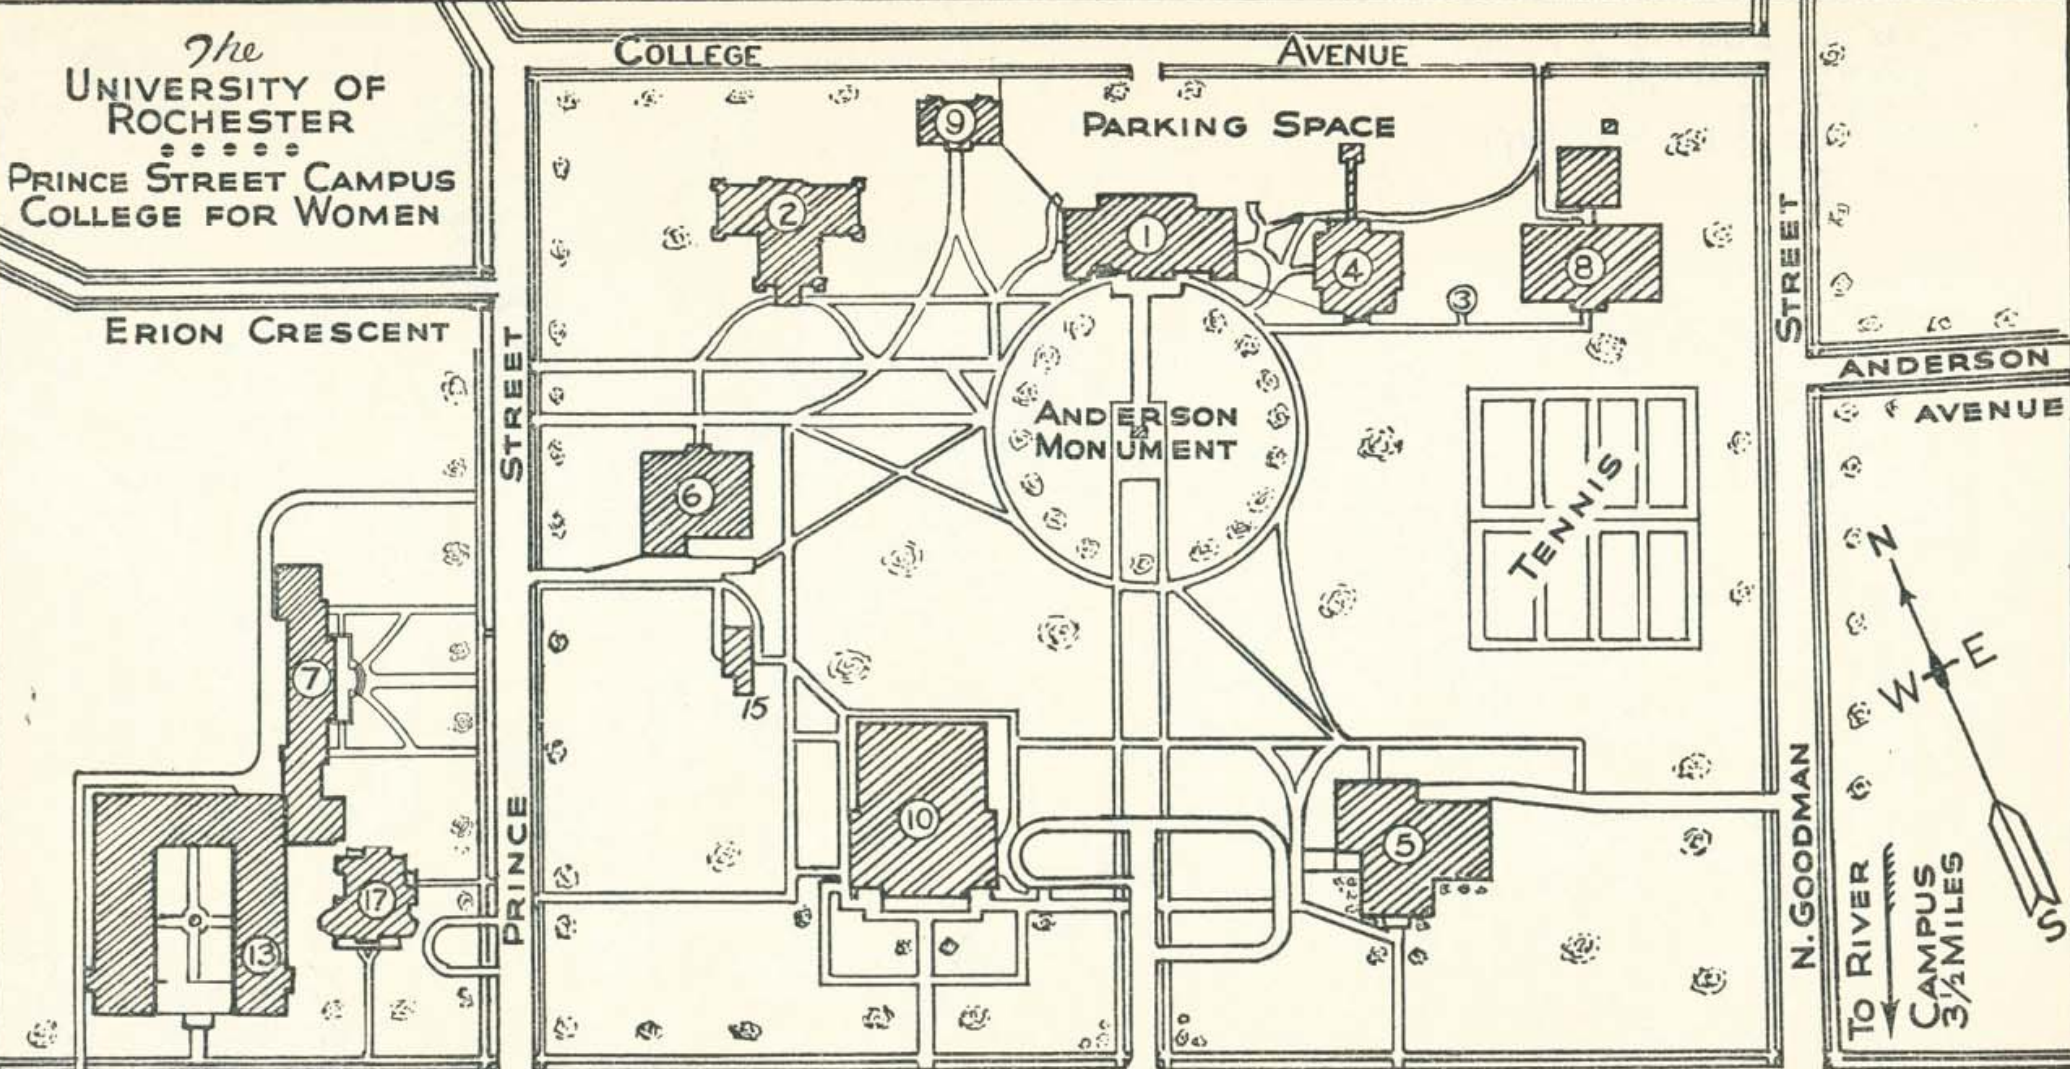 The
UNIVERSITY OF
ROCHESTER
PRINCE STREET CAMPUS
COLLEGE FOR WOMEN
COLLEGE AVENUE
PARKING SPACE
9
2
1
4
3
8
ERION CRESCENT
STREET
STREET
ANDERSON
AVENUE
ANDERSON
MONUMENT
6
TENNIS
N
W E
S
7
15
10
5
17
13
PRINCE
N. GOODMAN
TO RIVER
CAMPUS
3½ MILES